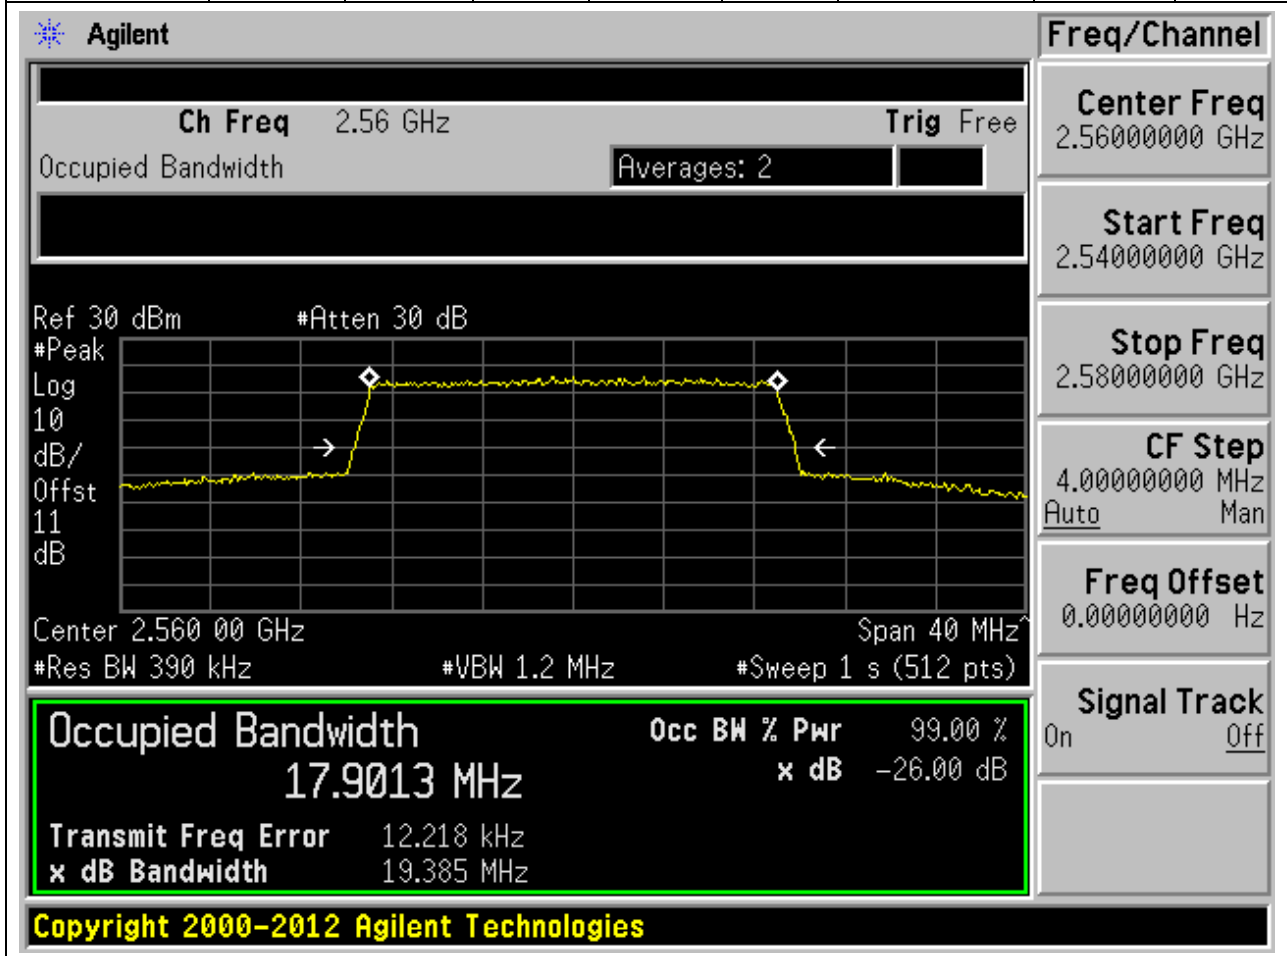 Agilent
Freq/Channel
Ch Freq 2.56 GHz Trig Free
Occupied Bandwidth Averages: 2
Center Freq
2.56000000 GHz
Start Freq
2.54000000 GHz
Stop Freq
2.58000000 GHz
CF Step
4.00000000 MHz
Auto Man
Freq Offset
0.00000000 Hz
Signal Track
On Off
Ref 30 dBm #Atten 30 dB
#Peak
Log
10
dB/
Offst
11
dB
Center 2.560 00 GHz Span 40 MHz^
#Res BW 390 kHz #VBW 1.2 MHz #Sweep 1 s (512 pts)
Occupied Bandwidth
17.9013 MHz
Occ BW % Pwr 99.00 %
x dB -26.00 dB
Transmit Freq Error 12.218 kHz
x dB Bandwidth 19.385 MHz
Copyright 2000-2012 Agilent Technologies